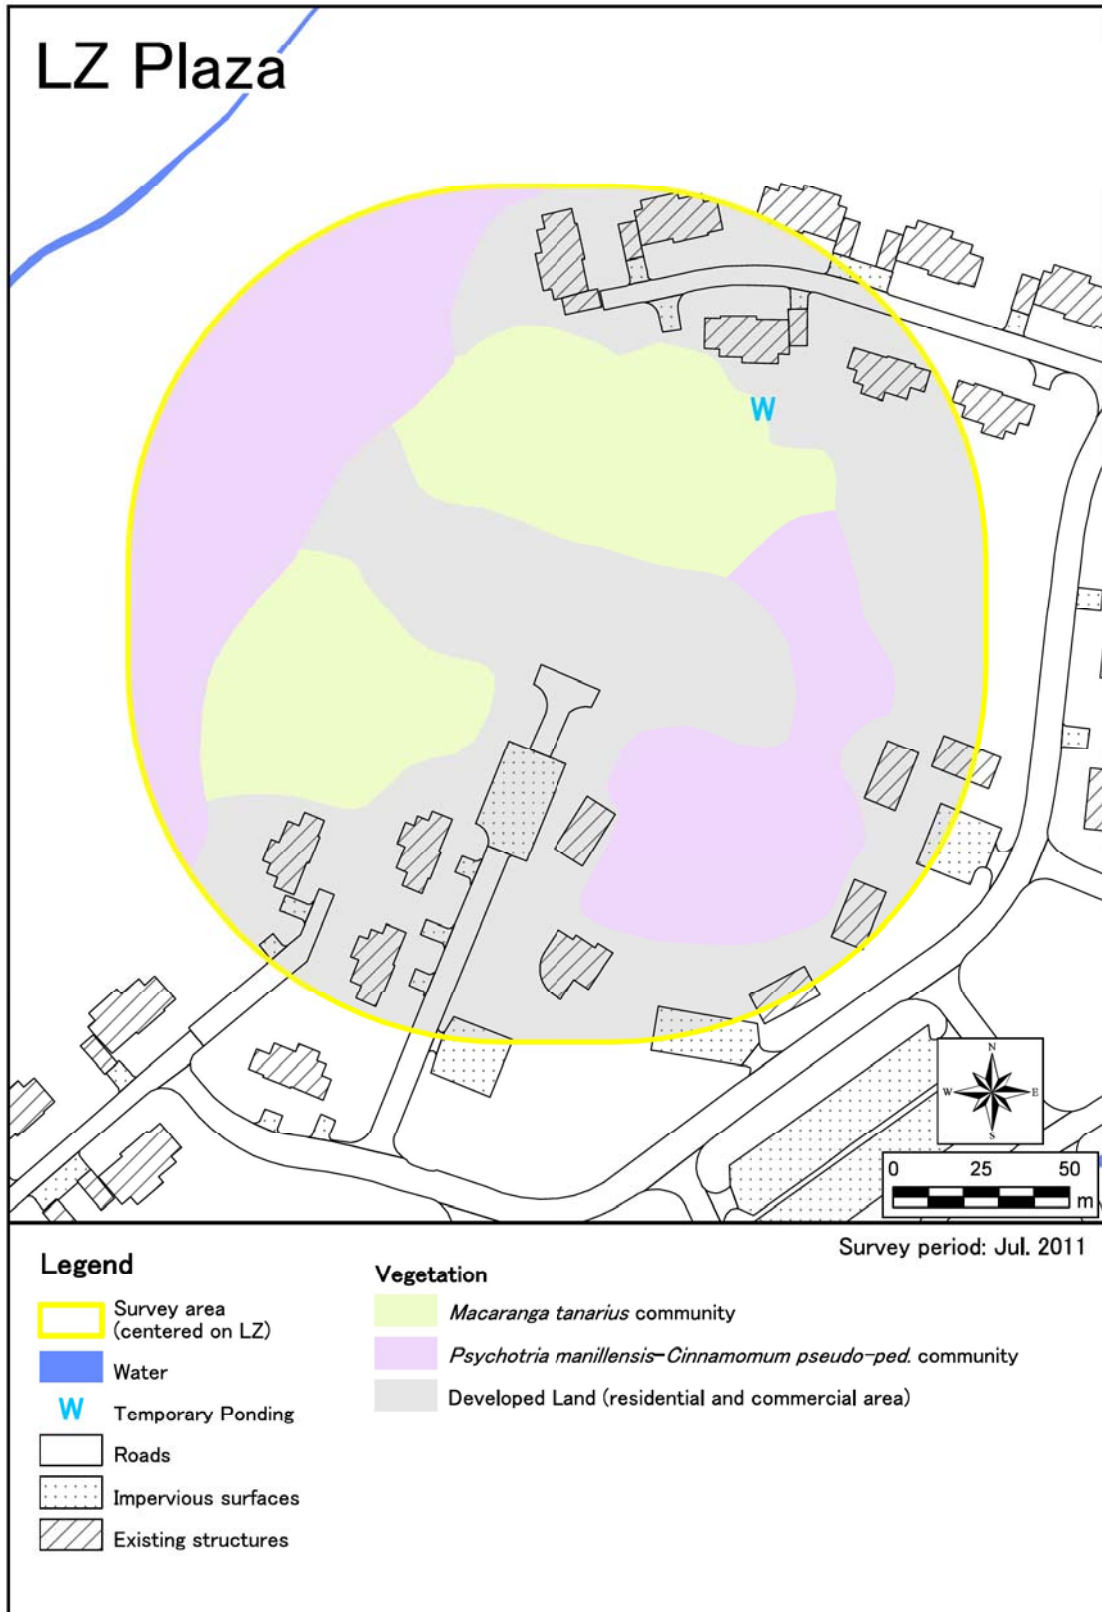 LZ Plaza
W
N
W E
S
0 25 50
m
Survey period: Jul. 2011
Legend
Survey area
(centered on LZ)
Water
W Temporary Ponding
Roads
Impervious surfaces
Existing structures
Vegetation
Macaranga tanarius community
Psychotria manillensis-Cinnamomum pseudo-ped. community
Developed Land (residential and commercial area)